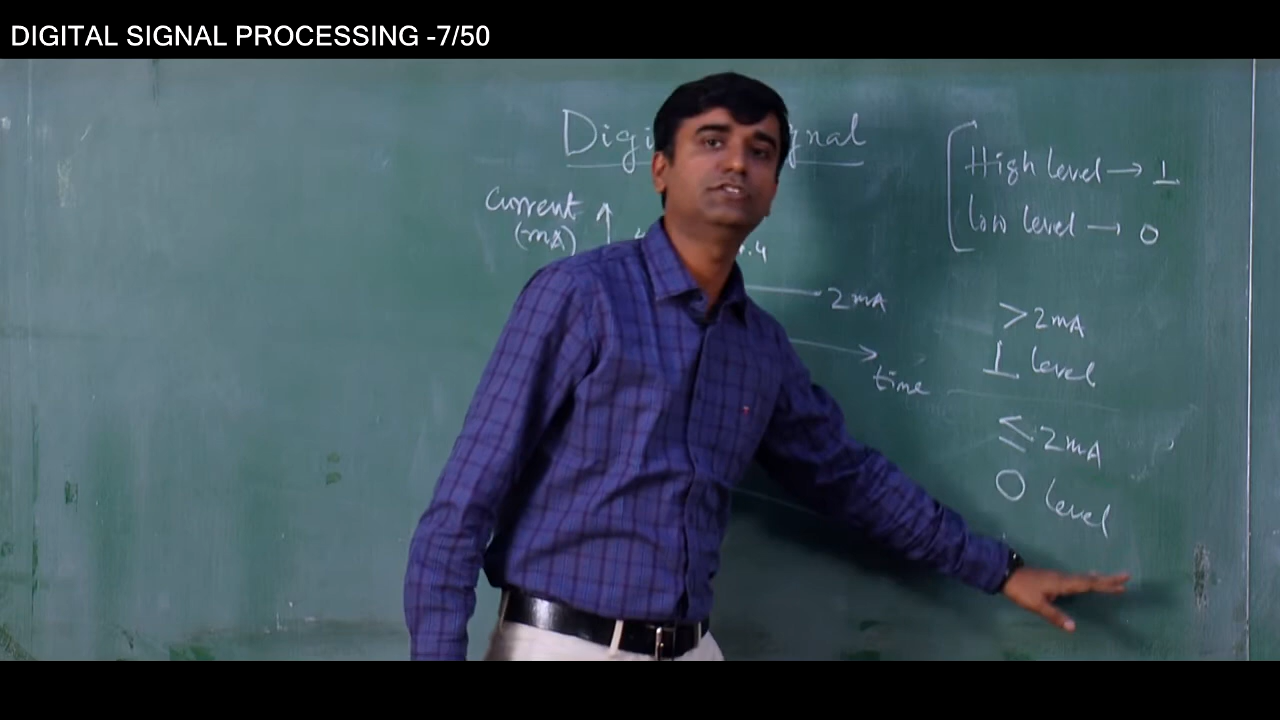 DIGITAL SIGNAL PROCESSING -7/50
High level → 1
Current
(mA)
low level → 0
2mA
>2mA
1 level
time
≤2mA
0 level